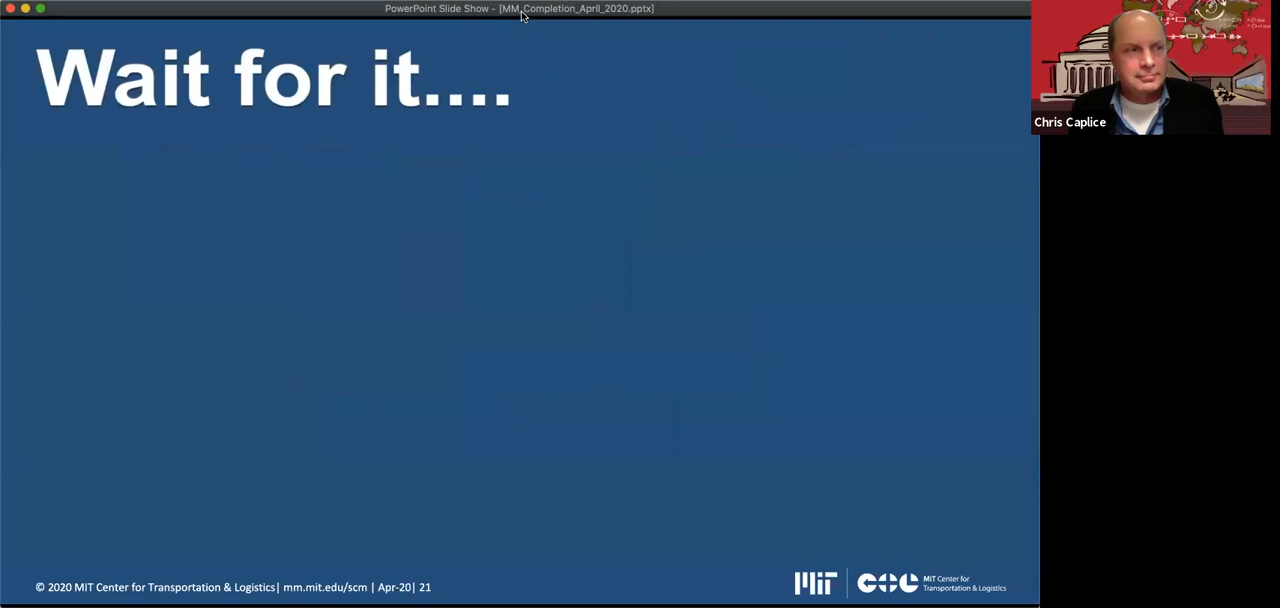 PowerPoint Slide Show - [MM_Completion_April_2020.pptx]
Wait for it....
Chris Caplice
© 2020 MIT Center for Transportation & Logistics| mm.mit.edu/scm | Apr-20| 21
MIT
CTL
MIT Center for
Transportation & Logistics